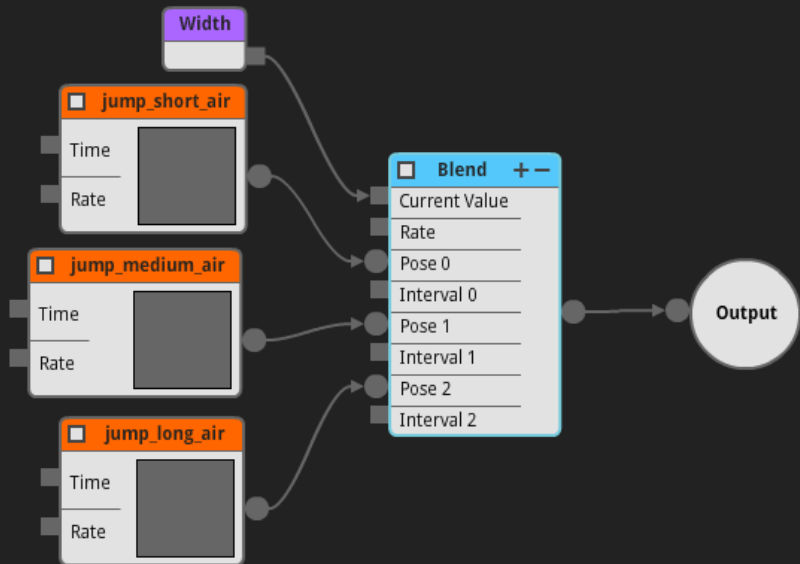 Width
jump_short_air
Time
Rate
jump_medium_air
Time
Rate
jump_long_air
Time
Rate
Blend +−
Current Value
Rate
Pose 0
Interval 0
Pose 1
Interval 1
Pose 2
Interval 2
Output